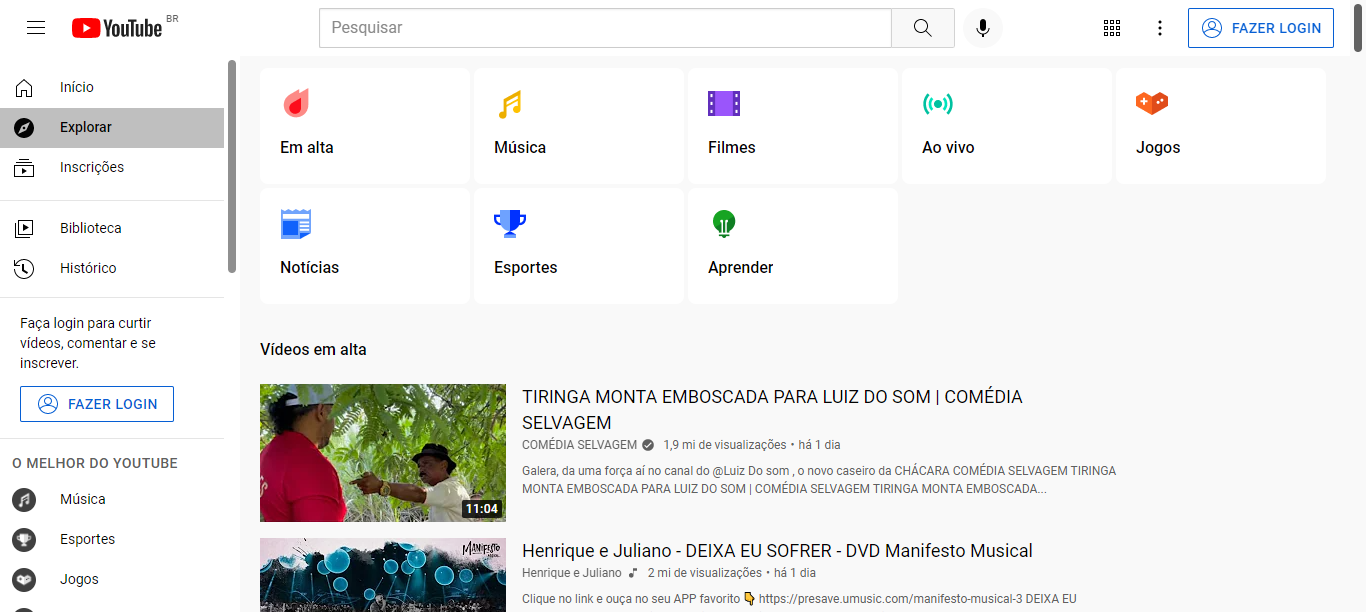 YouTube BR
Pesquisar
FAZER LOGIN
Início
Explorar
Inscrições
Biblioteca
Histórico
Faça login para curtir
vídeos, comentar e se
inscrever.
FAZER LOGIN
O MELHOR DO YOUTUBE
Música
Esportes
Jogos
Em alta
Música
Filmes
Ao vivo
Jogos
Notícias
Esportes
Aprender
Vídeos em alta
11:04
TIRINGA MONTA EMBOSCADA PARA LUIZ DO SOM | COMÉDIA
SELVAGEM
COMÉDIA SELVAGEM 1,9 mi de visualizações • há 1 dia
Galera, da uma força aí no canal do @Luiz Do som , o novo caseiro da CHÁCARA COMÉDIA SELVAGEM TIRINGA
MONTA EMBOSCADA PARA LUIZ DO SOM | COMÉDIA SELVAGEM TIRINGA MONTA EMBOSCADA...
MANIFESTO
Henrique e Juliano - DEIXA EU SOFRER - DVD Manifesto Musical
Henrique e Juliano 2 mi de visualizações • há 1 dia
Clique no link e ouça no seu APP favorito 👇 https://presave.umusic.com/manifesto-musical-3 DEIXA EU